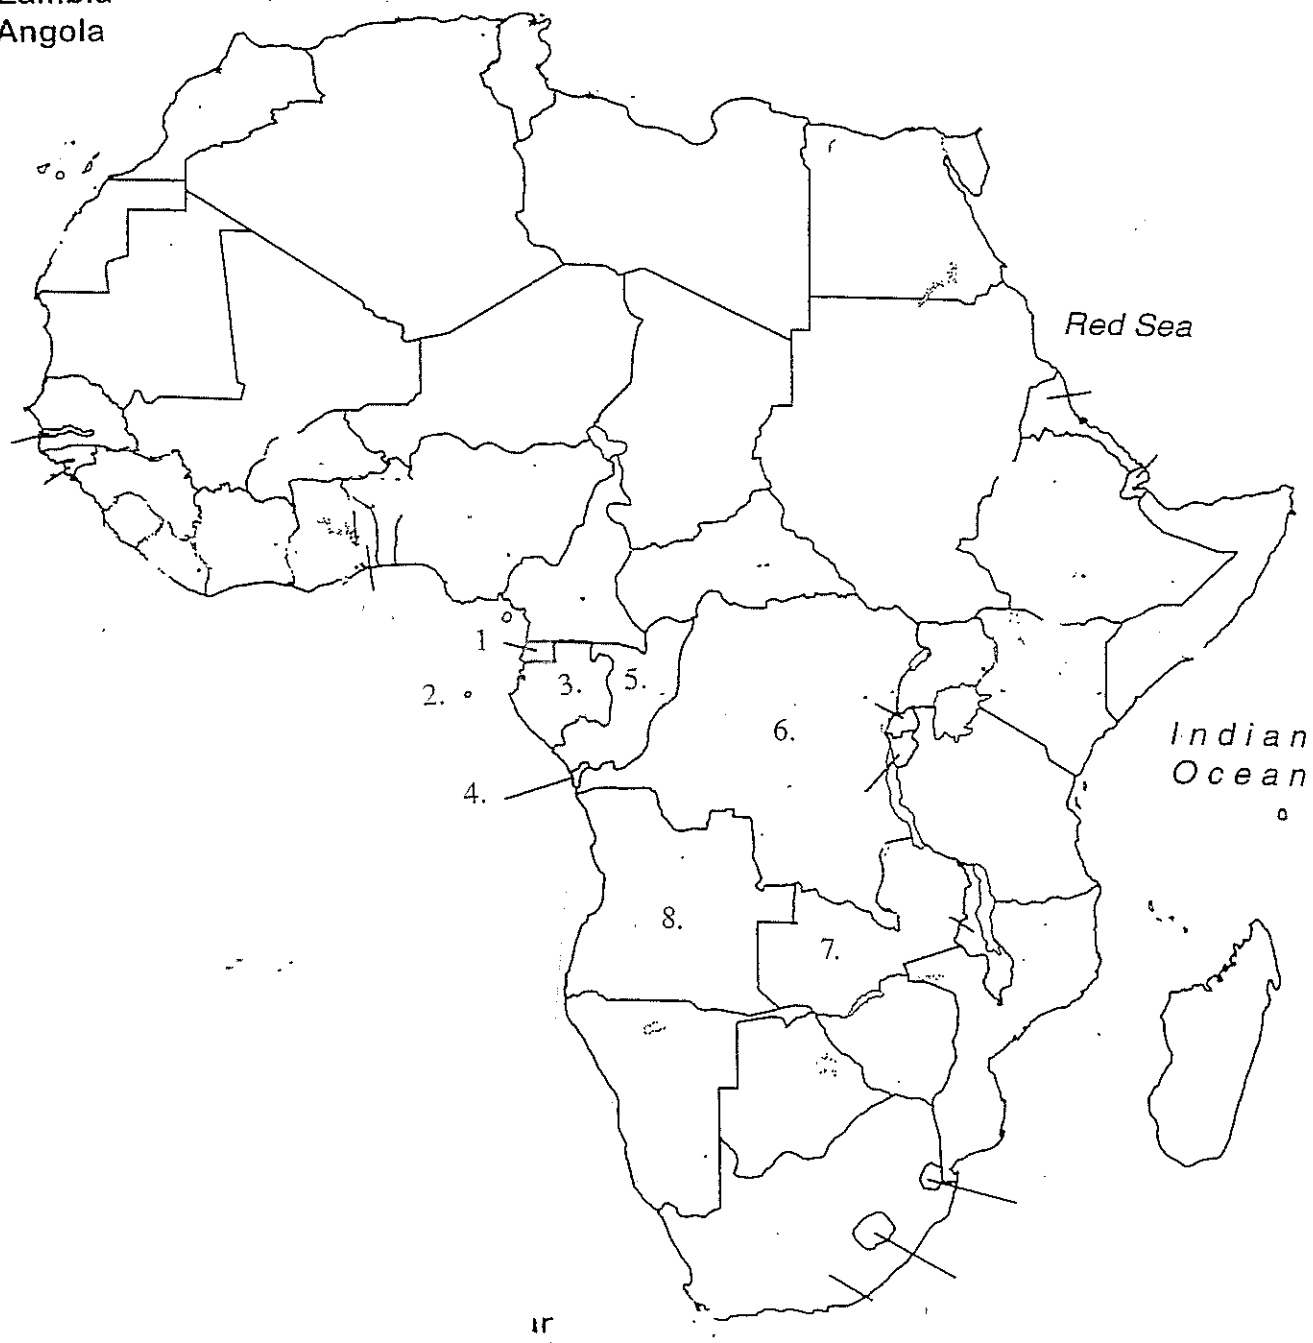 Angola
Red Sea
1
2.
3.
5.
4.
6.
Indian
Ocean
8.
7.